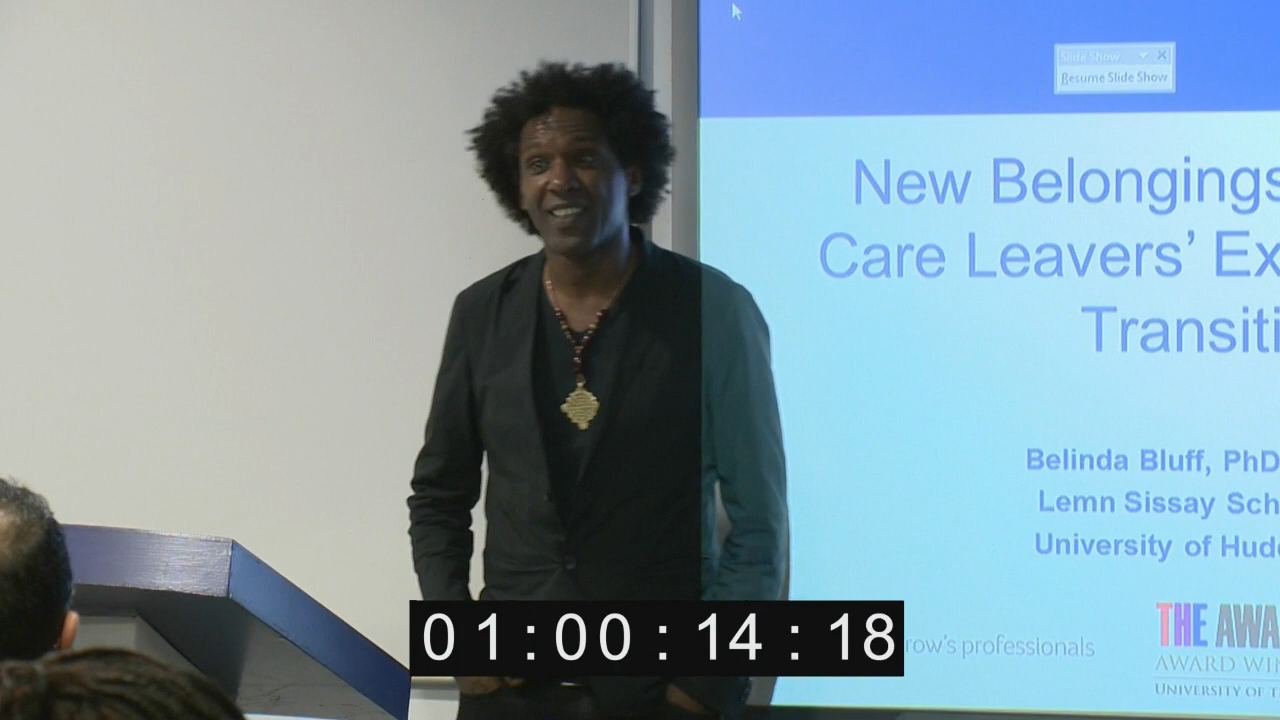 Slide Show
Resume Slide Show
New Belongings
Care Leavers' Ex
Transiti
Belinda Bluff, PhD
Lemn Sissay Sch
University of Hud
row's professionals
THE AWA
AWARD WIN
UNIVERSITY OF T
01:00:14:18